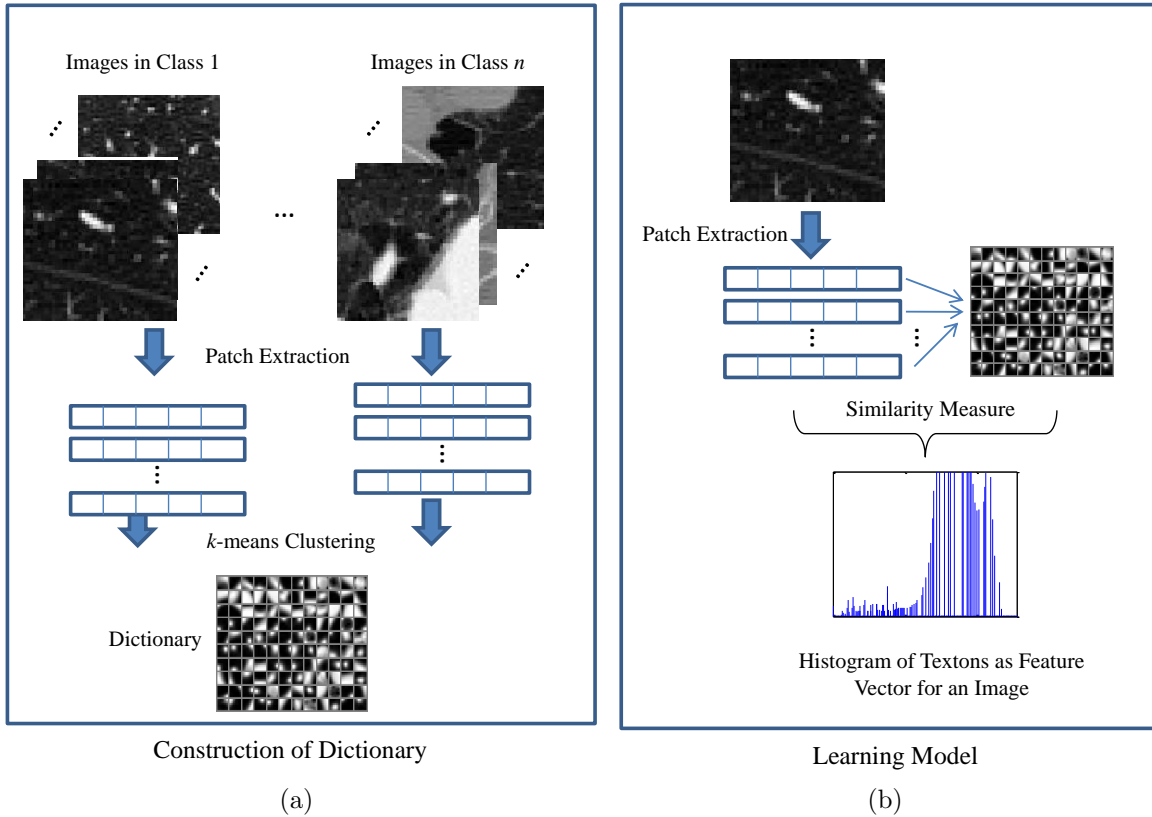 Images in Class 1
Images in Class n
...
Patch Extraction
k-means Clustering
Dictionary
Construction of Dictionary
(a)
Patch Extraction
Similarity Measure
Histogram of Textons as Feature
Vector for an Image
Learning Model
(b)